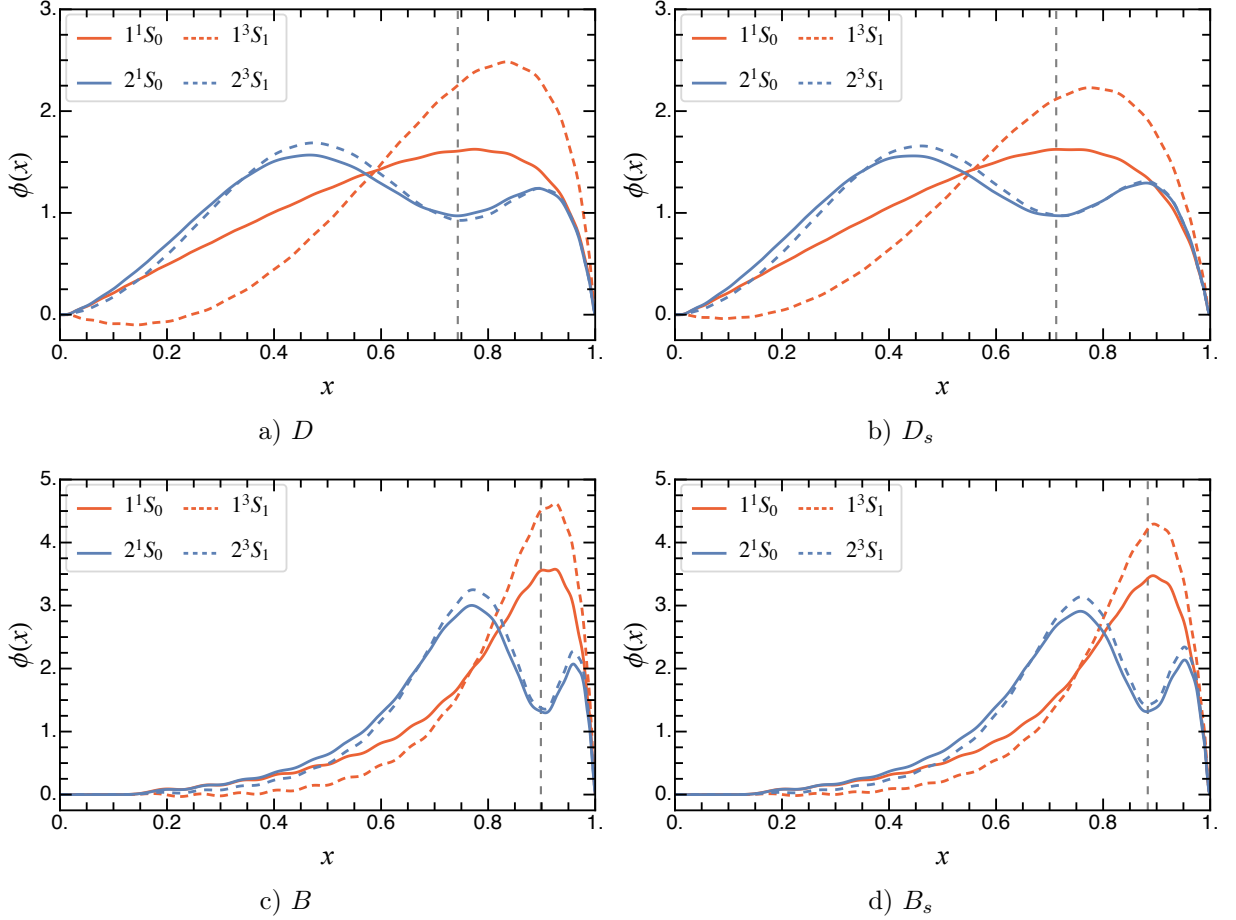 3.
2.
1.
0.
ϕ(x)
1¹S₀
1³S₁
2¹S₀
2³S₁
0.
0.2
0.4
0.6
0.8
1.
x
a) D
3.
2.
1.
0.
ϕ(x)
1¹S₀
1³S₁
2¹S₀
2³S₁
0.
0.2
0.4
0.6
0.8
1.
x
b) Dₛ
5.
4.
3.
2.
1.
0.
ϕ(x)
1¹S₀
1³S₁
2¹S₀
2³S₁
0.
0.2
0.4
0.6
0.8
1.
x
c) B
5.
4.
3.
2.
1.
0.
ϕ(x)
1¹S₀
1³S₁
2¹S₀
2³S₁
0.
0.2
0.4
0.6
0.8
1.
x
d) Bₛ